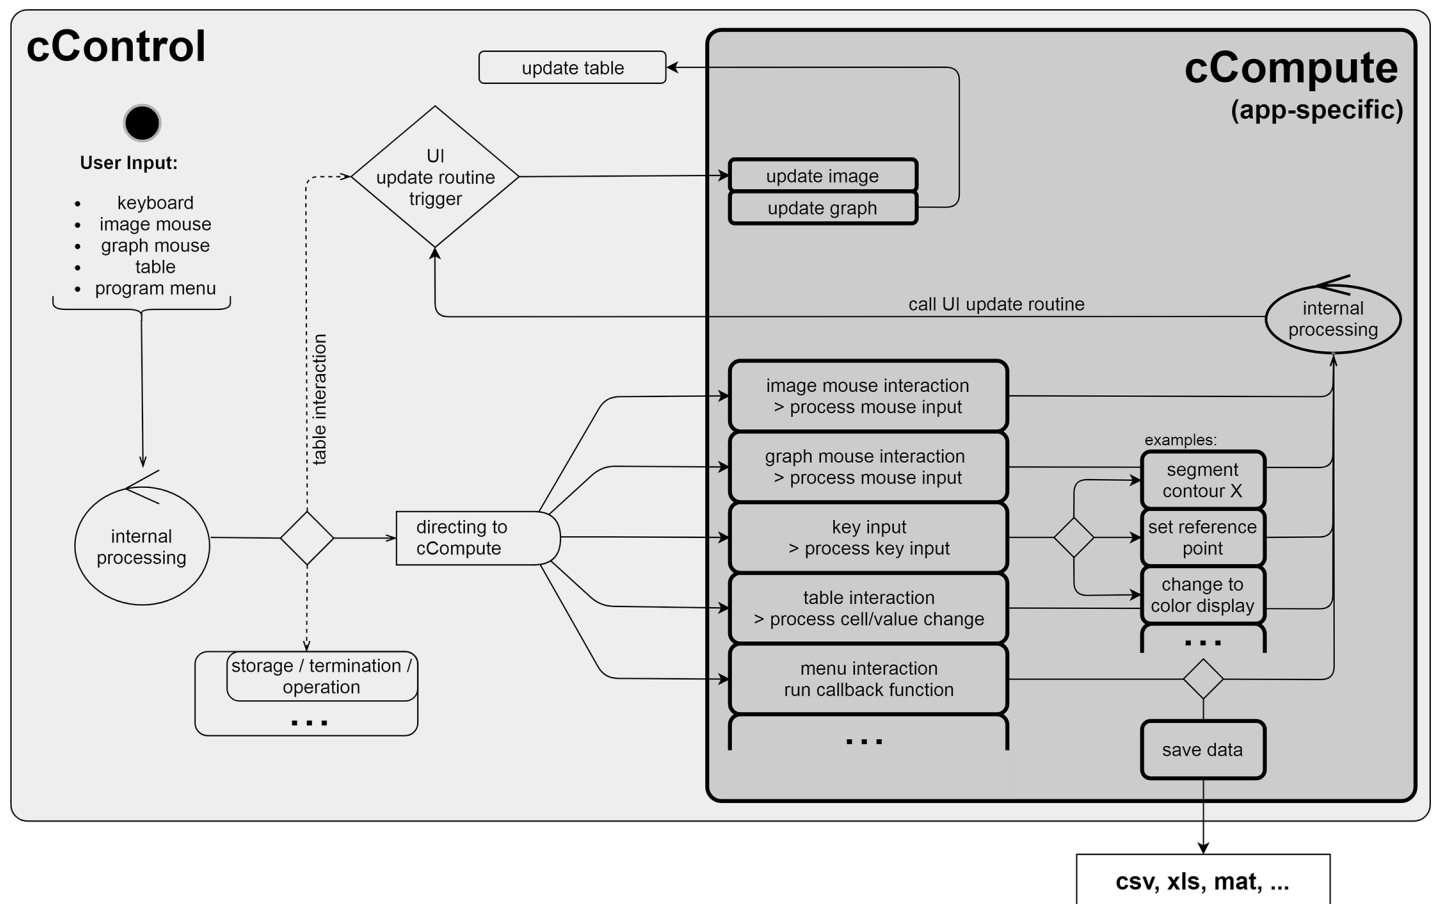 cControl
cCompute
(app-specific)
update table
User Input:
• keyboard
• image mouse
• graph mouse
• table
• program menu
UI
update routine
trigger
update image
update graph
call UI update routine
internal
processing
table interaction
internal
processing
directing to
cCompute
storage / termination /
operation
...
image mouse interaction
> process mouse input
graph mouse interaction
> process mouse input
key input
> process key input
table interaction
> process cell/value change
menu interaction
run callback function
...
examples:
segment
contour X
set reference
point
change to
color display
...
save data
csv, xls, mat, ...